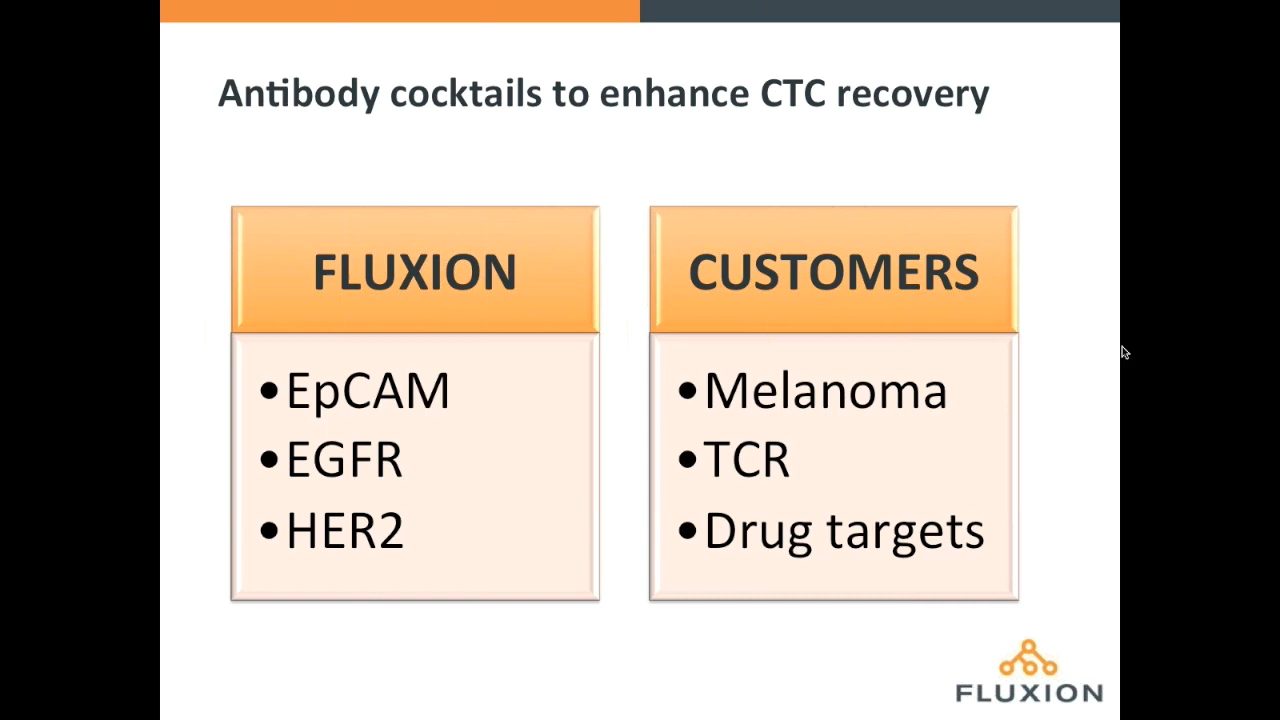 Antibody cocktails to enhance CTC recovery
FLUXION
•EpCAM
•EGFR
•HER2
CUSTOMERS
•Melanoma
•TCR
•Drug targets
FLUXION